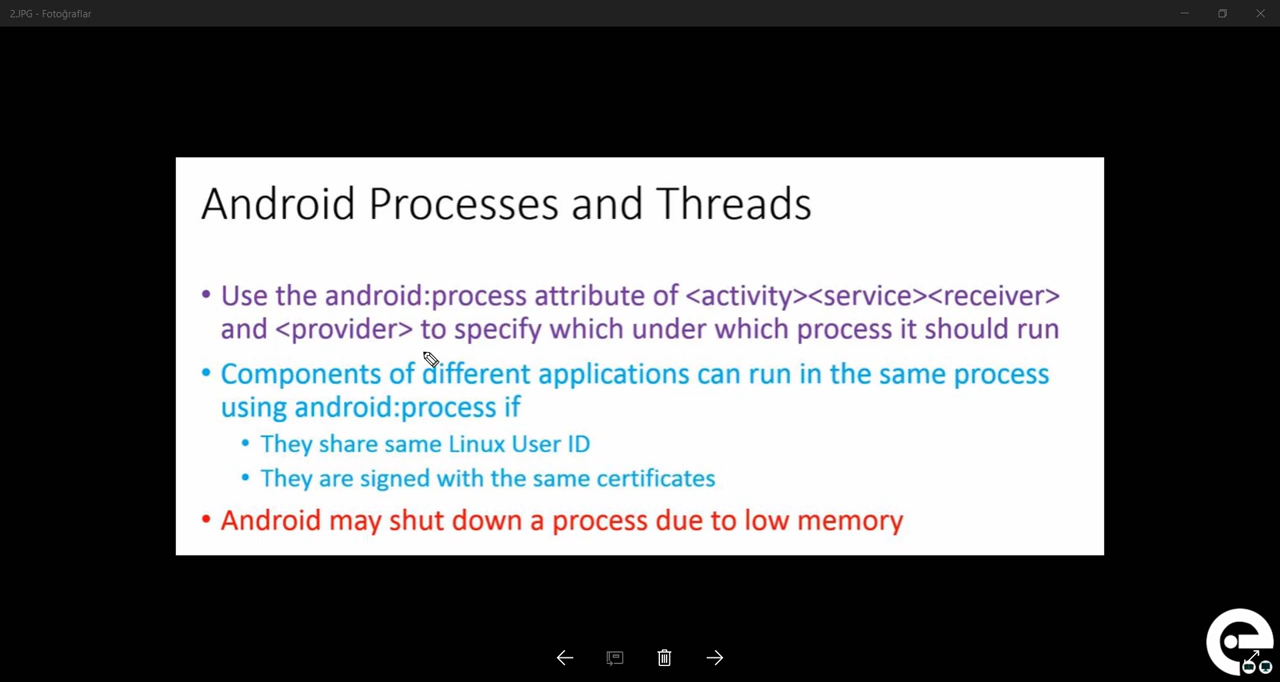 2.JPG - Fotoğraflar
Android Processes and Threads
• Use the android:process attribute of <activity><service><receiver>
and <provider> to specify which under which process it should run
• Components of different applications can run in the same process
using android:process if
• They share same Linux User ID
• They are signed with the same certificates
• Android may shut down a process due to low memory